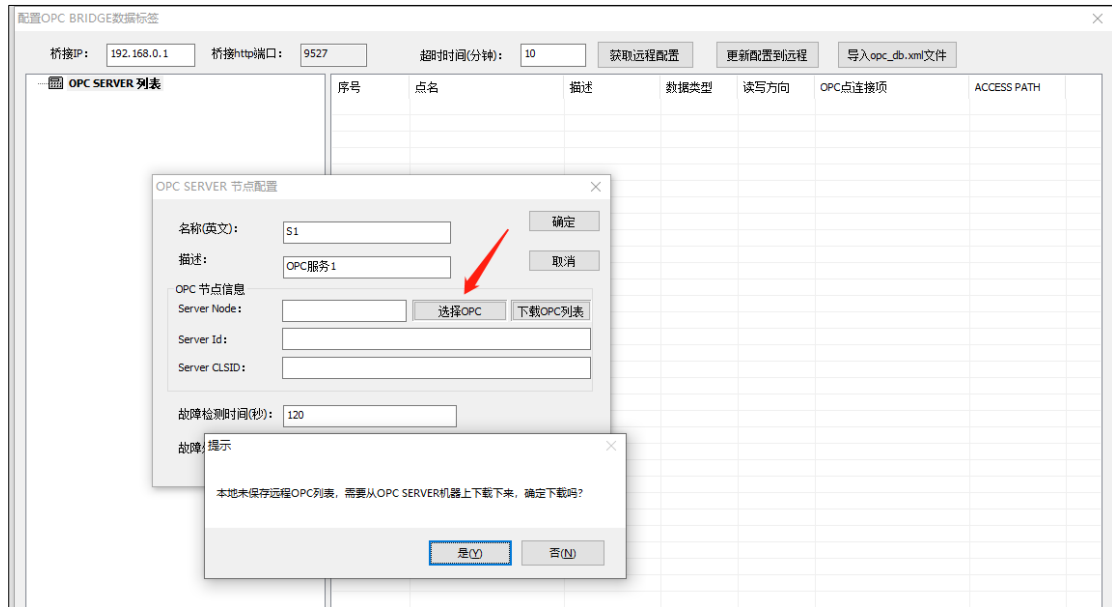 配置OPC BRIDGE数据标签
桥接IP: 192.168.0.1 桥接http端口: 9527 超时时间(分钟): 10 获取远程配置 更新配置到远程 导入opc_db.xml文件
OPC SERVER 列表
序号 点名 描述 数据类型 读写方向 OPC点连接项 ACCESS PATH
OPC SERVER 节点配置
名称(英文): S1 确定
描述: OPC服务1 取消
OPC 节点信息
Server Node: 选择OPC 下载OPC列表
Server Id:
Server CLSID:
故障检测时间(秒): 120
故障
提示
本地未保存远程OPC列表，需要从OPC SERVER机器上下载下来，确定下载吗?
是(Y) 否(N)